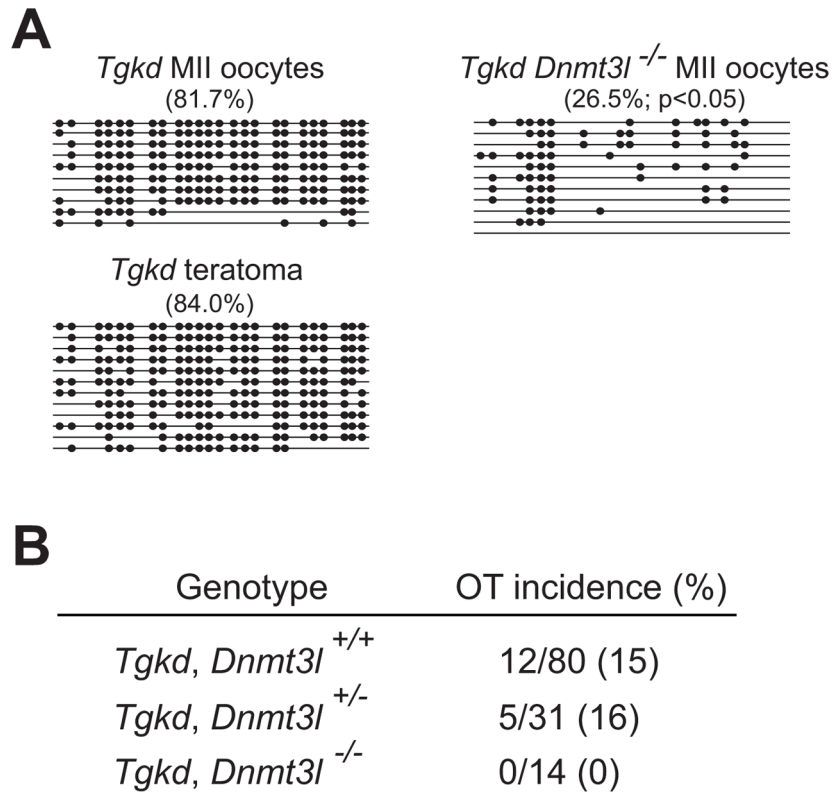 A
Tgkd MII oocytes
(81.7%)
Tgkd Dnmt3l -/- MII oocytes
(26.5%; p<0.05)
Tgkd teratoma
(84.0%)
B
Genotype OT incidence (%)
Tgkd, Dnmt3l +/+ 12/80 (15)
Tgkd, Dnmt3l +/- 5/31 (16)
Tgkd, Dnmt3l -/- 0/14 (0)